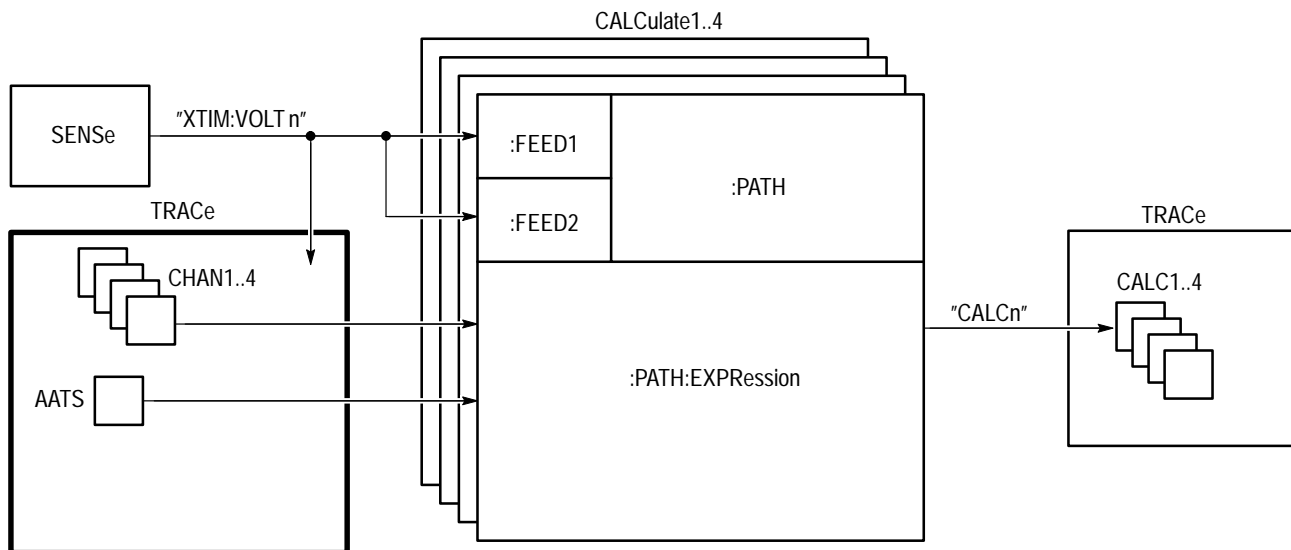 CALCulate1..4
SENSe
"XTIM:VOLT n"
:FEED1
:FEED2
:PATH
TRACe
CHAN1..4
AATS
:PATH:EXPRession
"CALCn"
TRACe
CALC1..4